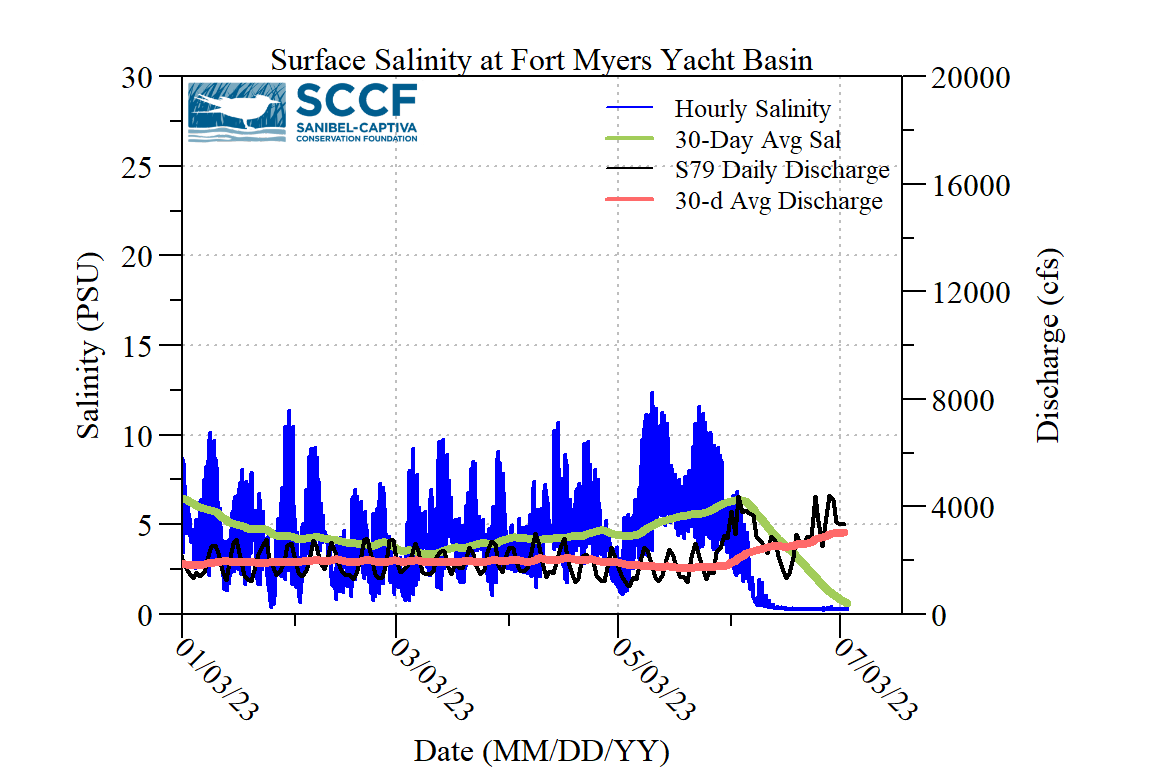 Surface Salinity at Fort Myers Yacht Basin
SCCF
SANIBEL-CAPTIVA
CONSERVATION FOUNDATION
Hourly Salinity
30-Day Avg Sal
S79 Daily Discharge
30-d Avg Discharge
Salinity (PSU)
30
25
20
15
10
5
0
20000
16000
12000
8000
4000
0
Discharge (cfs)
01/03/23
03/03/23
05/03/23
07/03/23
Date (MM/DD/YY)